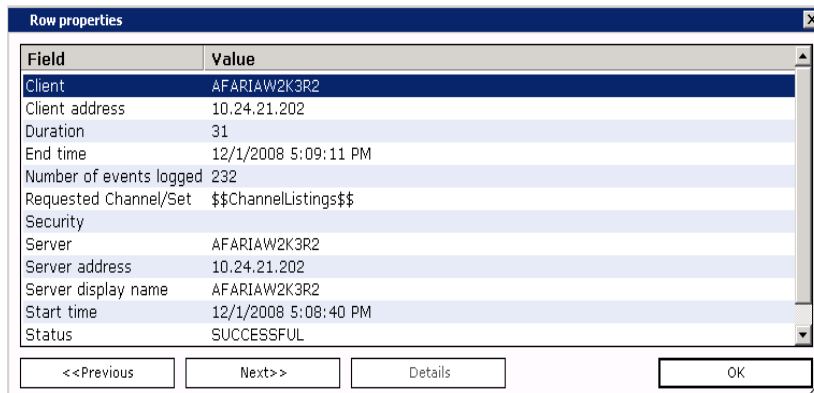 Row properties
Field Value
Client AFARIAW2K3R2
Client address 10.24.21.202
Duration 31
End time 12/1/2008 5:09:11 PM
Number of events logged 232
Requested Channel/Set $$ChannelListings$$
Security
Server AFARIAW2K3R2
Server address 10.24.21.202
Server display name AFARIAW2K3R2
Start time 12/1/2008 5:08:40 PM
Status SUCCESSFUL
<<Previous Next>> Details OK